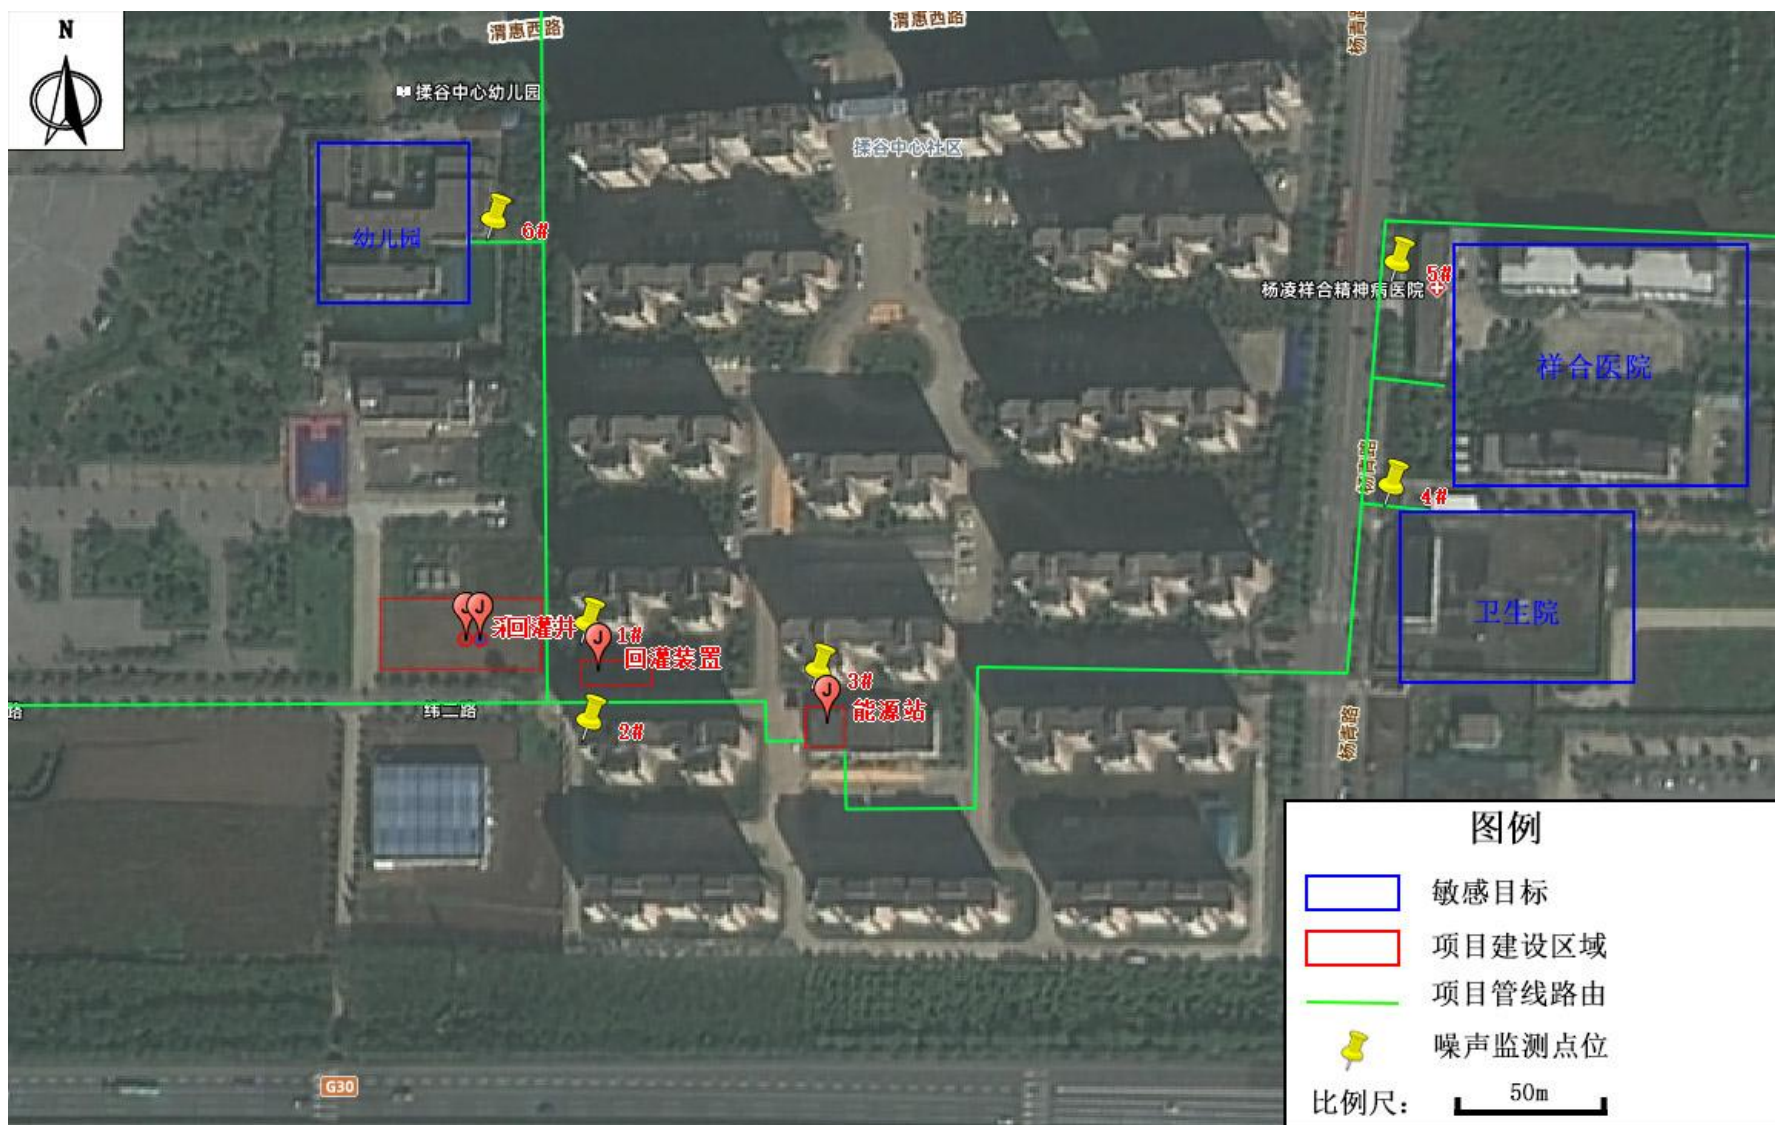 N
渭惠西路
渭惠西路
杨青路
揉谷中心幼儿园
揉谷中心社区
幼儿园
6#
5#
杨凌祥合精神病医院
祥合医院
杨青路
4#
卫生院
回灌井
1#
回灌装置
3#
能源站
路
纬二路
2#
杨青路
G30
图例
敏感目标
项目建设区域
项目管线路由
噪声监测点位
比例尺：
50m